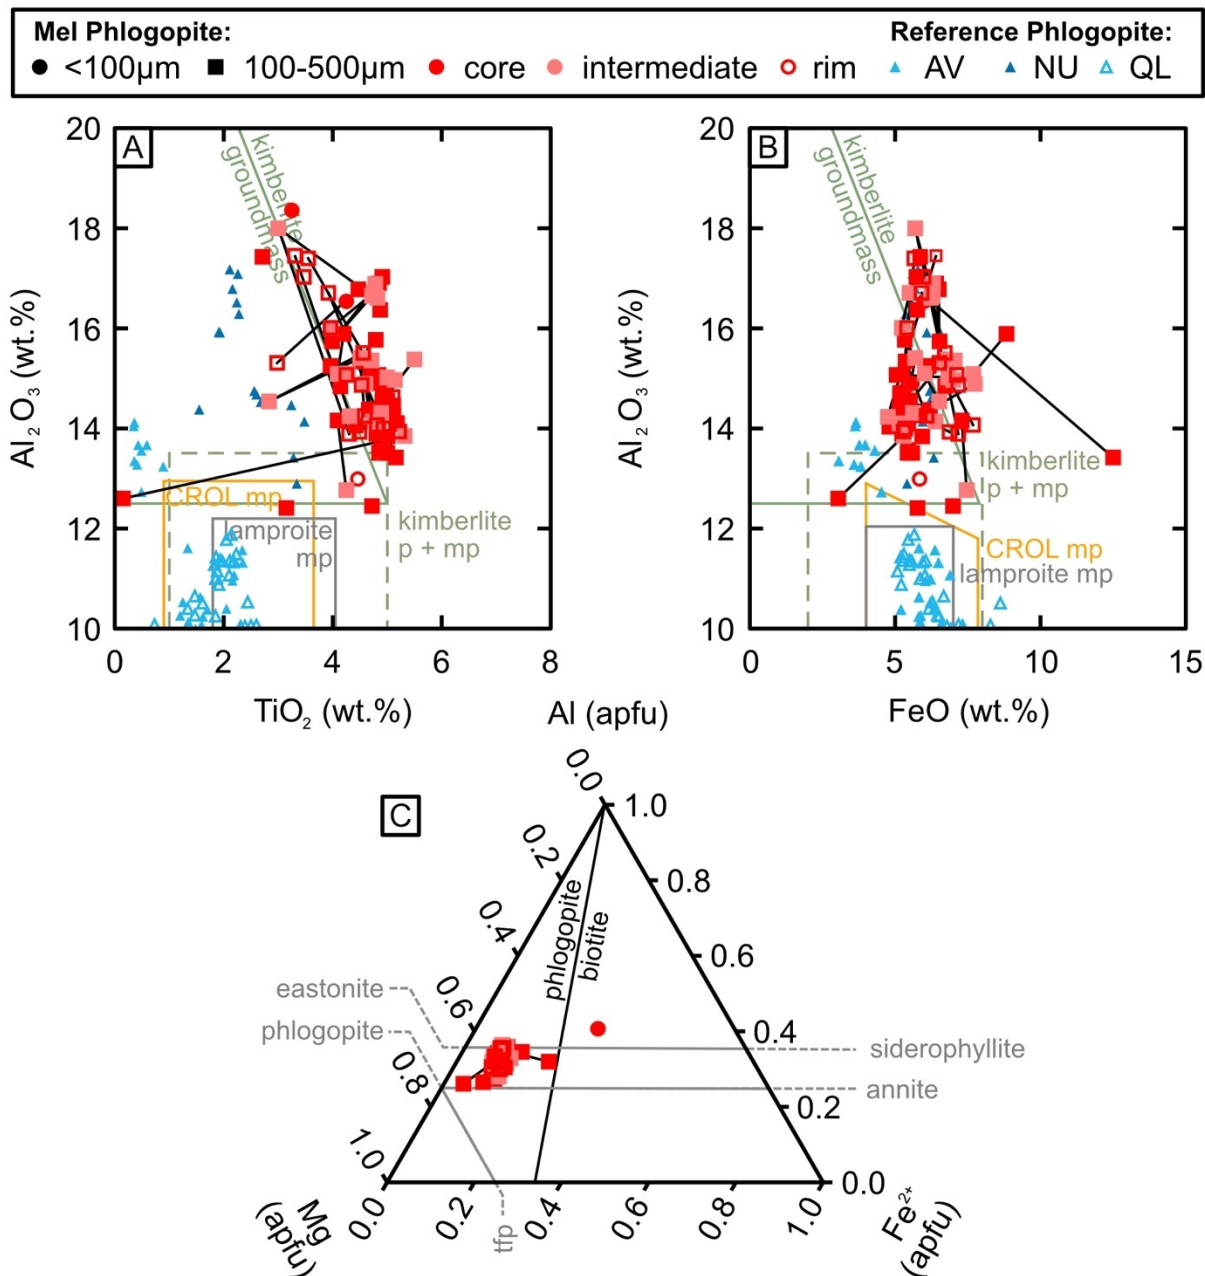 Mel Phlogopite: Reference Phlogopite:
<100µm 100-500µm core intermediate rim AV NU QL
A
kimberlite
groundmass
CROL mp
lamproite
mp
kimberlite
p + mp
20
18
16
14
12
10
0 2 4 6 8
Al₂O₃ (wt.%)
TiO₂ (wt.%)
B
kimberlite
groundmass
kimberlite
p + mp
CROL mp
lamproite mp
20
18
16
14
12
10
0 5 10 15
Al₂O₃ (wt.%)
FeO (wt.%)
Al (apfu)
C
0.0
0.2
0.4
0.6
0.8
1.0
1.0
0.8
0.6
0.4
0.2
0.0
phlogopite
biotite
eastonite
phlogopite
siderophyllite
annite
tfp
0.0 0.2 0.4 0.6 0.8 1.0
Mg
(apfu)
Fe²⁺
(apfu)